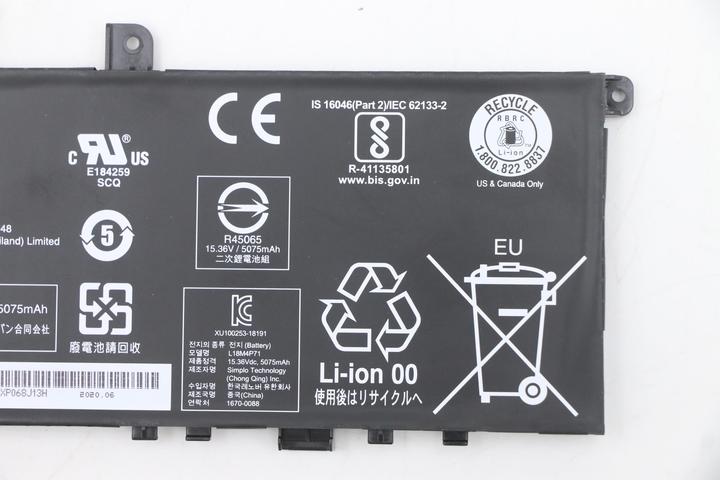 IS 16046(Part 2)/IEC 62133-2
R-41135801
www.bis.gov.in
RECYCLE
RBRC
Li-ion
1.800.822.8837
US & Canada Only
CE
C UL US
E184259
SCQ
R45065
15.36V / 5075mAh
二次鋰電池組
48
iland) Limited
5
5075mAh
パン合同会社
廢電池請回收
XP068J13H
2020.06
XU100253-18191
전지의 종류 전지 (Battery)
모델명 L18M4P71
제품정격 15.36Vdc, 5075mAh
제조자 Simplo Technology
(Chong Qing) Inc.
수입자 한국레노버 유한회사
제조국명 중국(China)
연락처 1670-0088
Li-ion 00
使用後はリサイクルへ
EU